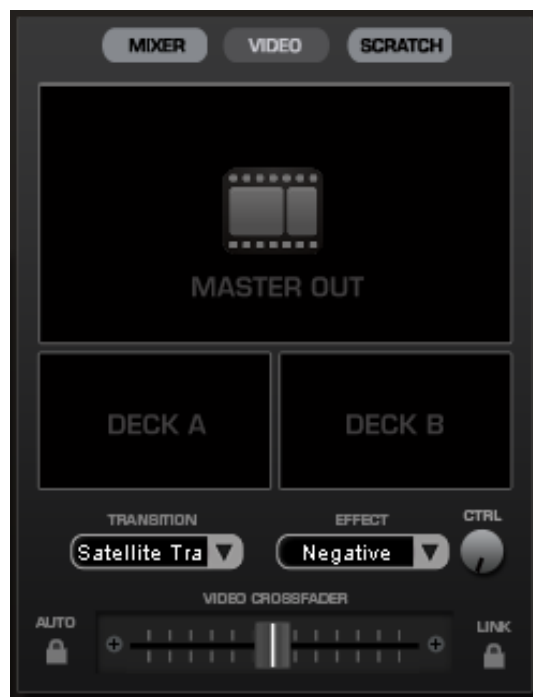 MIXER VIDEO SCRATCH
MASTER OUT
DECK A DECK B
TRANSITION EFFECT CTRL
Satellite Tra Negative
VIDEO CROSSFADER
AUTO LINK